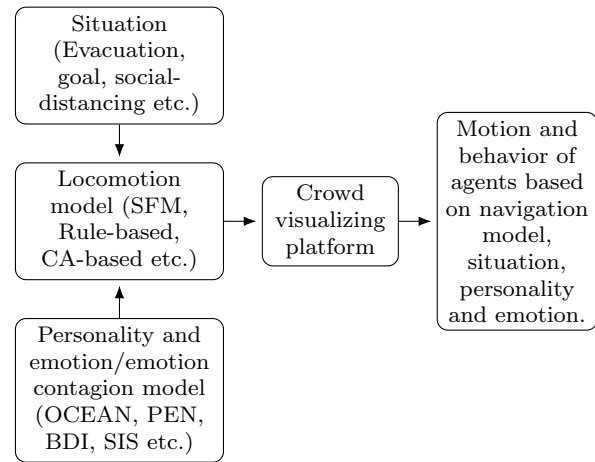 Situation
(Evacuation,
goal, social-
distancing etc.)
Locomotion
model (SFM,
Rule-based,
CA-based etc.)
Personality and
emotion/emotion
contagion model
(OCEAN, PEN,
BDI, SIS etc.)
Crowd
visualizing
platform
Motion and
behavior of
agents based
on navigation
model,
situation,
personality
and emotion.